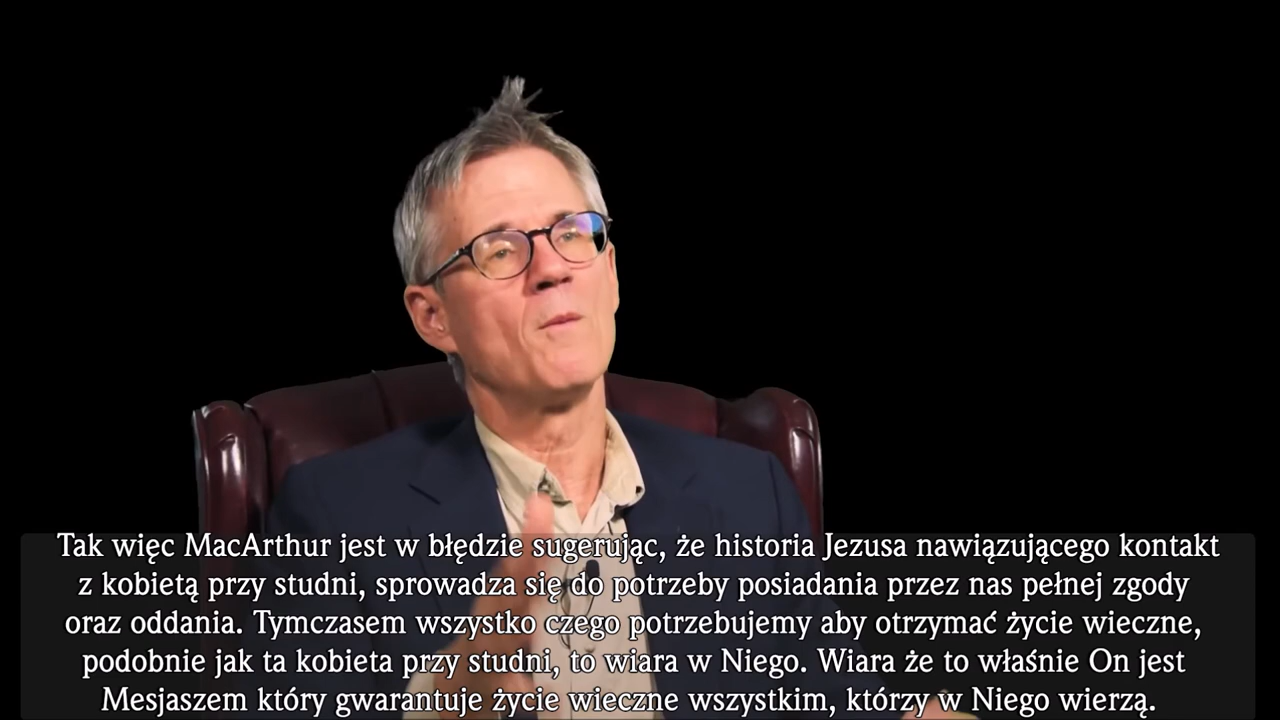 Tak więc MacArthur jest w błędzie sugerując, że historia Jezusa nawiązującego kontakt
z kobietą przy studni, sprowadza się do potrzeby posiadania przez nas pełnej zgody
oraz oddania. Tymczasem wszystko czego potrzebujemy aby otrzymać życie wieczne,
podobnie jak ta kobieta przy studni, to wiara w Niego. Wiara że to właśnie On jest
Mesjaszem który gwarantuje życie wieczne wszystkim, którzy w Niego wierzą.